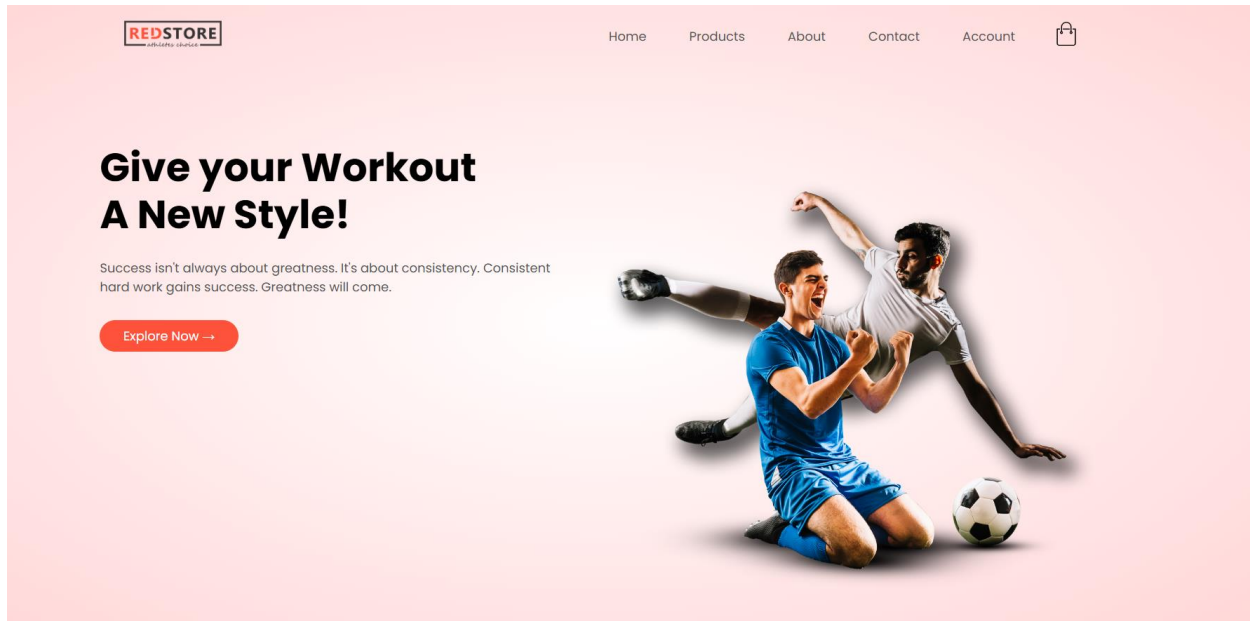 REDSTORE
athletes choice
Home Products About Contact Account
Give your Workout
A New Style!
Success isn't always about greatness. It's about consistency. Consistent
hard work gains success. Greatness will come.
Explore Now →